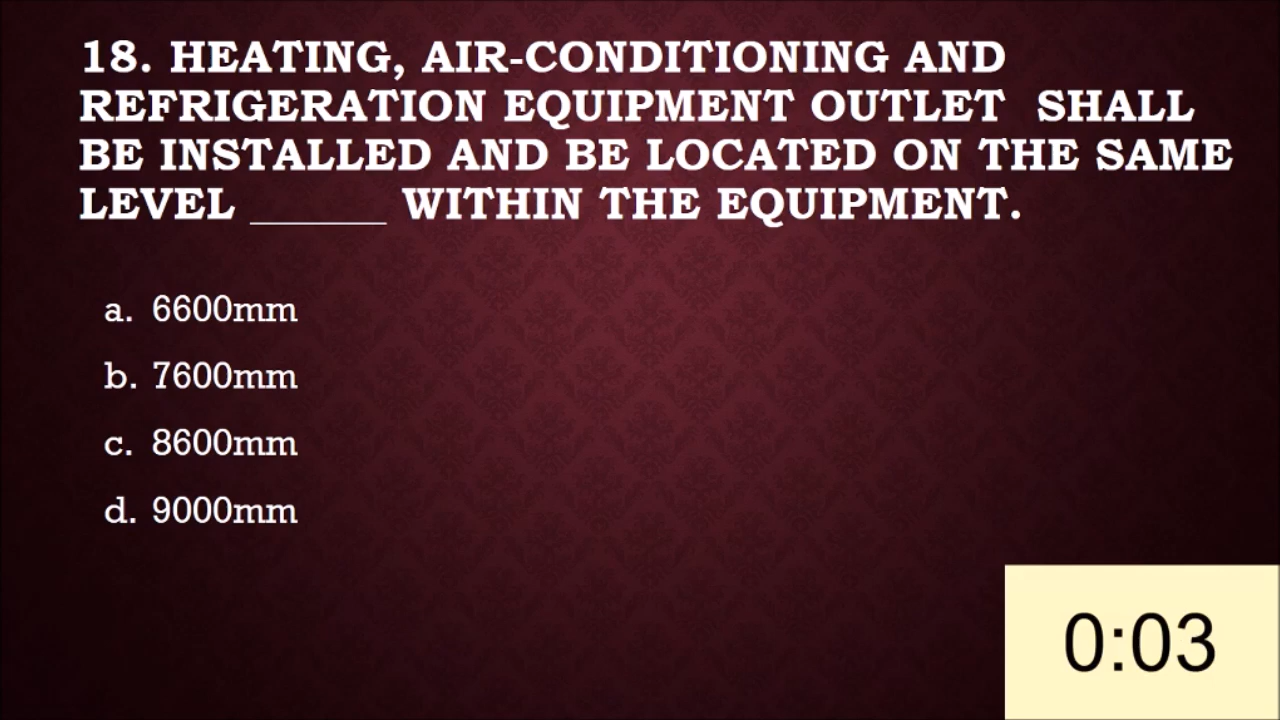 18. HEATING, AIR-CONDITIONING AND
REFRIGERATION EQUIPMENT OUTLET SHALL
BE INSTALLED AND BE LOCATED ON THE SAME
LEVEL ______ WITHIN THE EQUIPMENT.
a. 6600mm
b. 7600mm
c. 8600mm
d. 9000mm
0:03